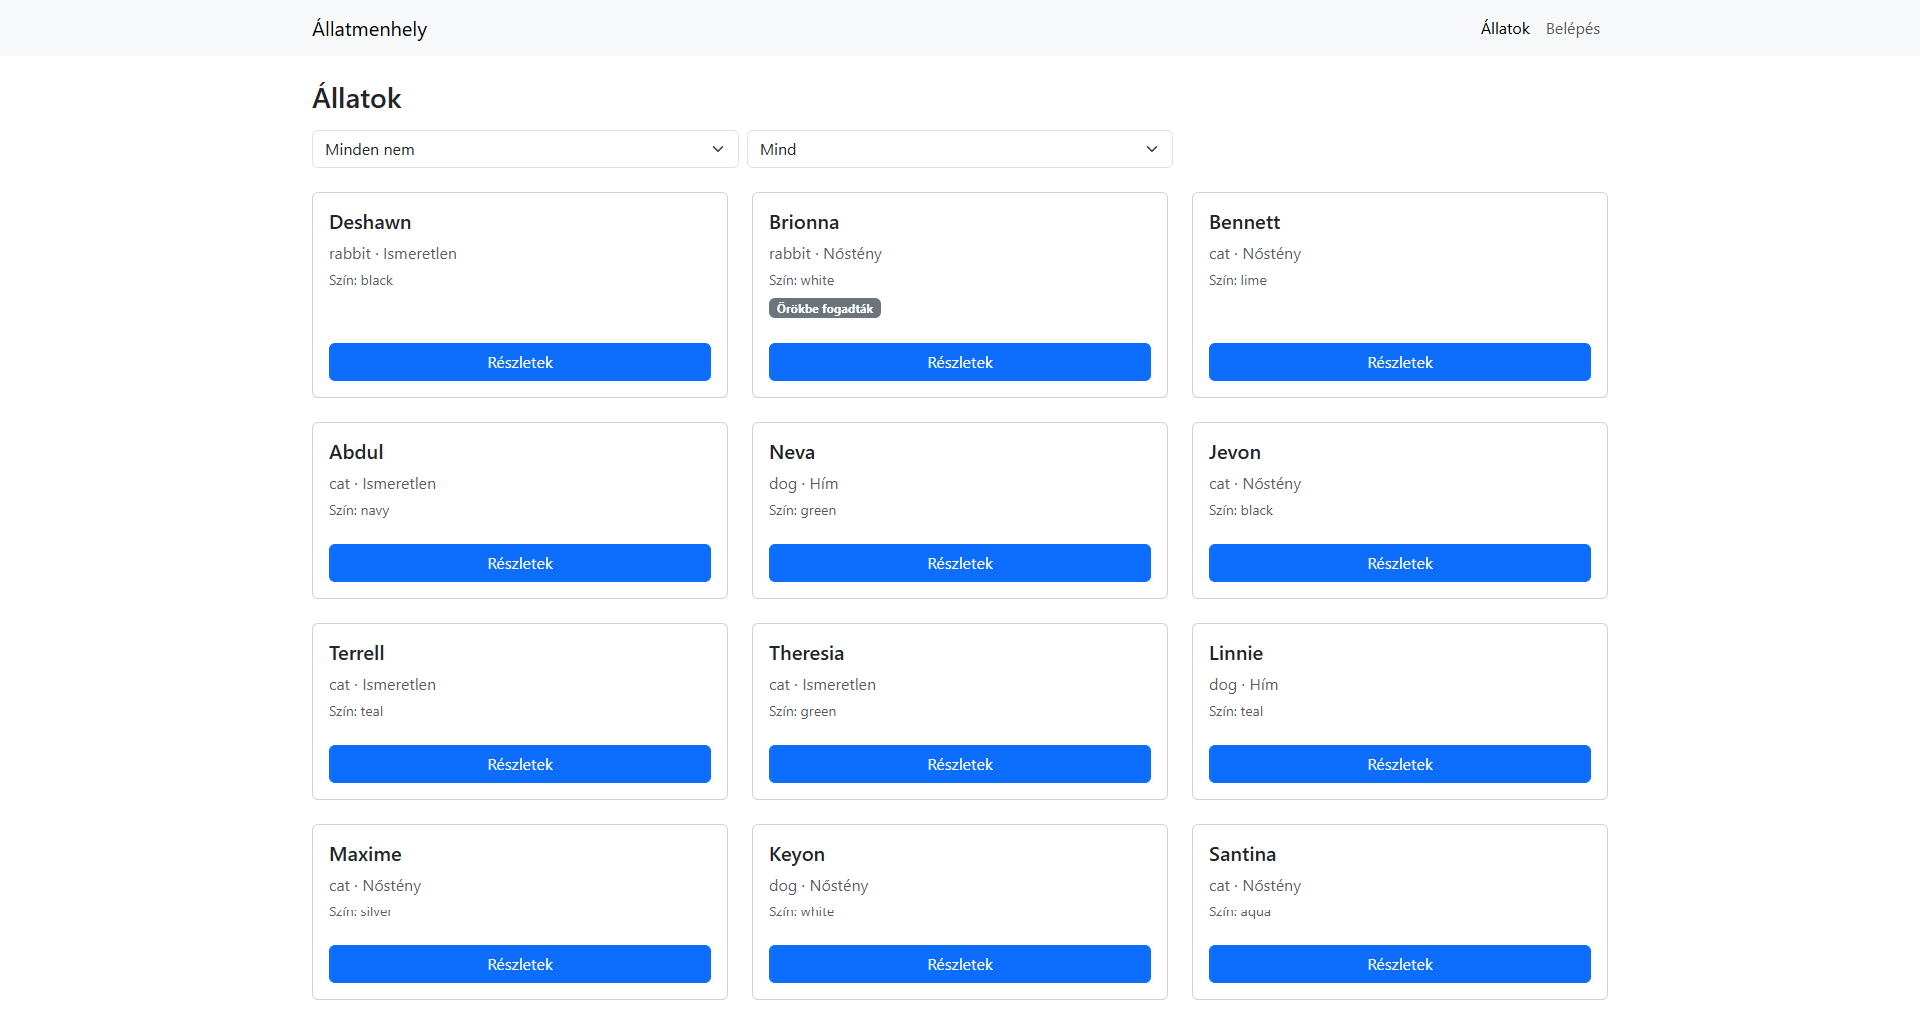 Állatmenhely
Állatok
Belépés
Állatok
Minden nem
Mind
Deshawn
rabbit · Ismeretlen
Szín: black
Részletek
Brionna
rabbit · Nőstény
Szín: white
Örökbe fogadták
Részletek
Bennett
cat · Nőstény
Szín: lime
Részletek
Abdul
cat · Ismeretlen
Szín: navy
Részletek
Neva
dog · Hím
Szín: green
Részletek
Jevon
cat · Nőstény
Szín: black
Részletek
Terrell
cat · Ismeretlen
Szín: teal
Részletek
Theresia
cat · Ismeretlen
Szín: green
Részletek
Linnie
dog · Hím
Szín: teal
Részletek
Maxime
cat · Nőstény
Szín: silver
Részletek
Keyon
dog · Nőstény
Szín: white
Részletek
Santina
cat · Nőstény
Szín: aqua
Részletek